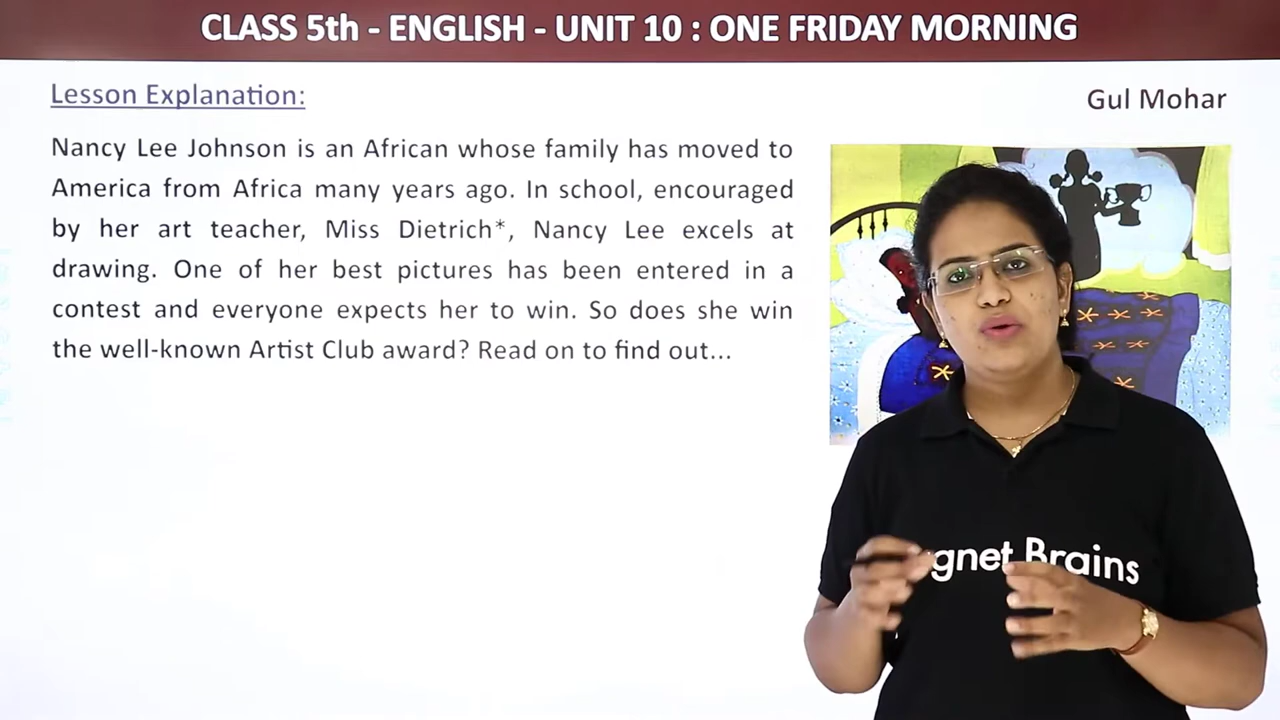 CLASS 5th - ENGLISH - UNIT 10 : ONE FRIDAY MORNING
Lesson Explanation:
Gul Mohar
Nancy Lee Johnson is an African whose family has moved to
America from Africa many years ago. In school, encouraged
by her art teacher, Miss Dietrich*, Nancy Lee excels at
drawing. One of her best pictures has been entered in a
contest and everyone expects her to win. So does she win
the well-known Artist Club award? Read on to find out...
gnet Brains